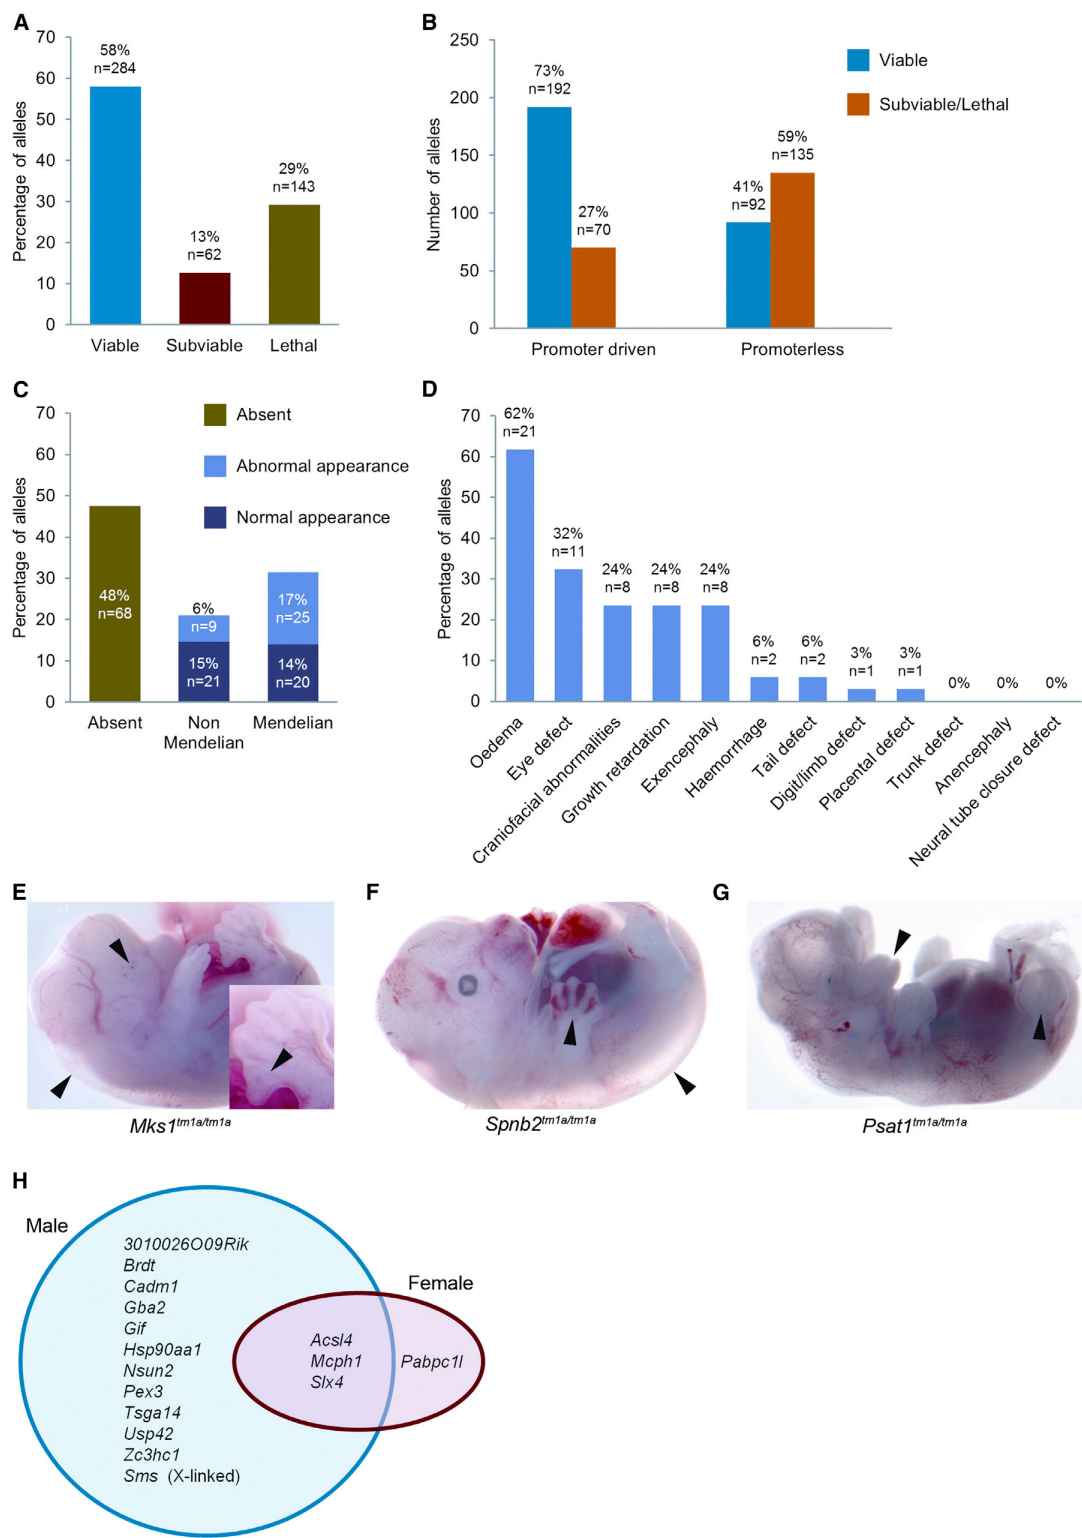 A
Percentage of alleles
70
60
50
40
30
20
10
0
58%
n=284
13%
n=62
29%
n=143
Viable
Subviable
Lethal
B
Number of alleles
250
200
150
100
50
0
73%
n=192
27%
n=70
41%
n=92
59%
n=135
Promoter driven
Promoterless
Viable
Subviable/Lethal
C
Percentage of alleles
70
60
50
40
30
20
10
0
Absent
Abnormal appearance
Normal appearance
48%
n=68
6%
n=9
15%
n=21
17%
n=25
14%
n=20
Absent
Non
Mendelian
Mendelian
D
Percentage of alleles
70
60
50
40
30
20
10
0
62%
n=21
32%
n=11
24%
n=8
24%
n=8
24%
n=8
6%
n=2
6%
n=2
3%
n=1
3%
n=1
0%
0%
0%
Oedema
Eye defect
Craniofacial abnormalities
Growth retardation
Exencephaly
Haemorrhage
Tail defect
Digit/limb defect
Placental defect
Trunk defect
Anencephaly
Neural tube closure defect
E
Mks1tm1a/tm1a
F
Spnb2tm1a/tm1a
G
Psat1tm1a/tm1a
H
Male
3010026O09Rik
Brdt
Cadm1
Gba2
Gif
Hsp90aa1
Nsun2
Pex3
Tsga14
Usp42
Zc3hc1
Sms (X-linked)
Female
Acsl4
Mcph1
Slx4
Pabpc1l